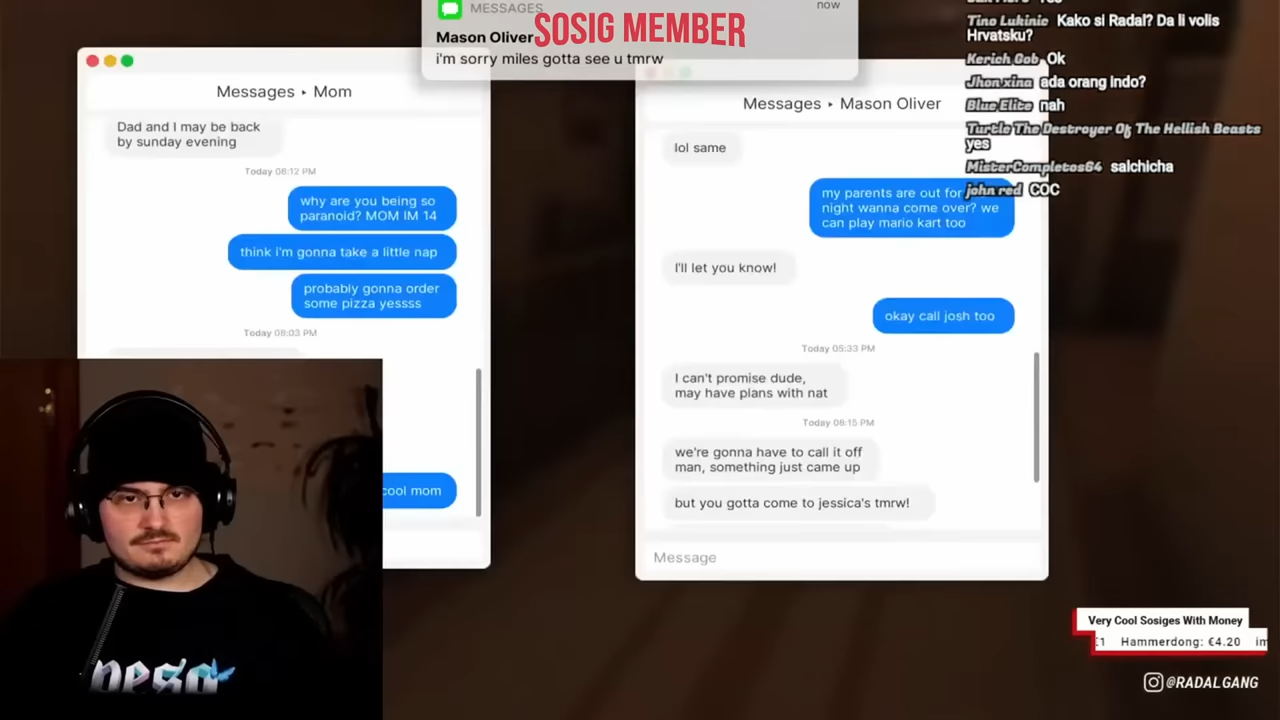 MESSAGES
now
SOSIG MEMBER
Mason Oliver
i'm sorry miles gotta see u tmrw
Messages ▸ Mom
Dad and I may be back
by sunday evening
Today 08:12 PM
why are you being so
paranoid? MOM IM 14
think i'm gonna take a little nap
probably gonna order
some pizza yessss
Today 08:03 PM
cool mom
Messages ▸ Mason Oliver
lol same
my parents are out for
night wanna come over? we
can play mario kart too
I'll let you know!
okay call josh too
Today 05:33 PM
I can't promise dude,
may have plans with nat
Today 08:15 PM
we're gonna have to call it off
man, something just came up
but you gotta come to jessica's tmrw!
Message
Tino Lukinic Kako si Radal? Da li volis
Hrvatsku?
Kerich Gob Ok
Jhon xina ada orang indo?
Blue Elite nah
Turtle The Destroyer Of The Hellish Beasts
yes
MisterCompletos64 salchicha
john red COC
Very Cool Sosiges With Money
Hammerdong: €4.20 im
@RADALGANG